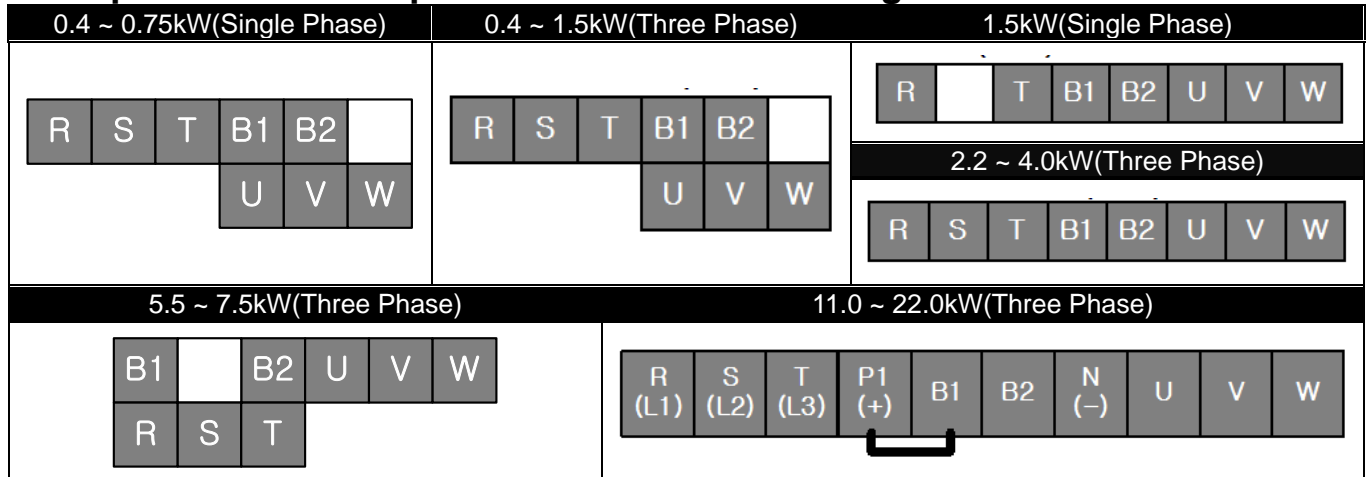 0.4 ~ 0.75kW(Single Phase)
0.4 ~ 1.5kW(Three Phase)
1.5kW(Single Phase)
R S T B1 B2
U V W
R S T B1 B2
U V W
R T B1 B2 U V W
2.2 ~ 4.0kW(Three Phase)
R S T B1 B2 U V W
5.5 ~ 7.5kW(Three Phase)
11.0 ~ 22.0kW(Three Phase)
B1 B2 U V W
R S T
R S T P1 B1 B2 N U V W
(L1) (L2) (L3) (+) (−)